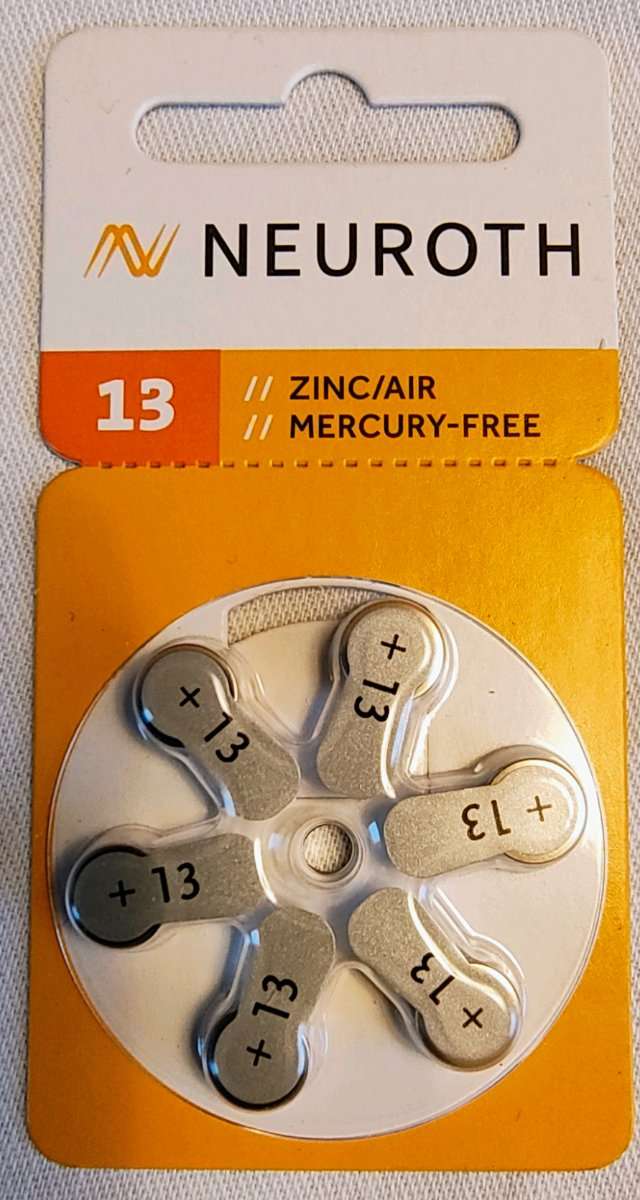 NEUROTH
13
// ZINC/AIR
// MERCURY-FREE
+ 13
+ 13
+ 13
+ 13
+ 13
+ 13